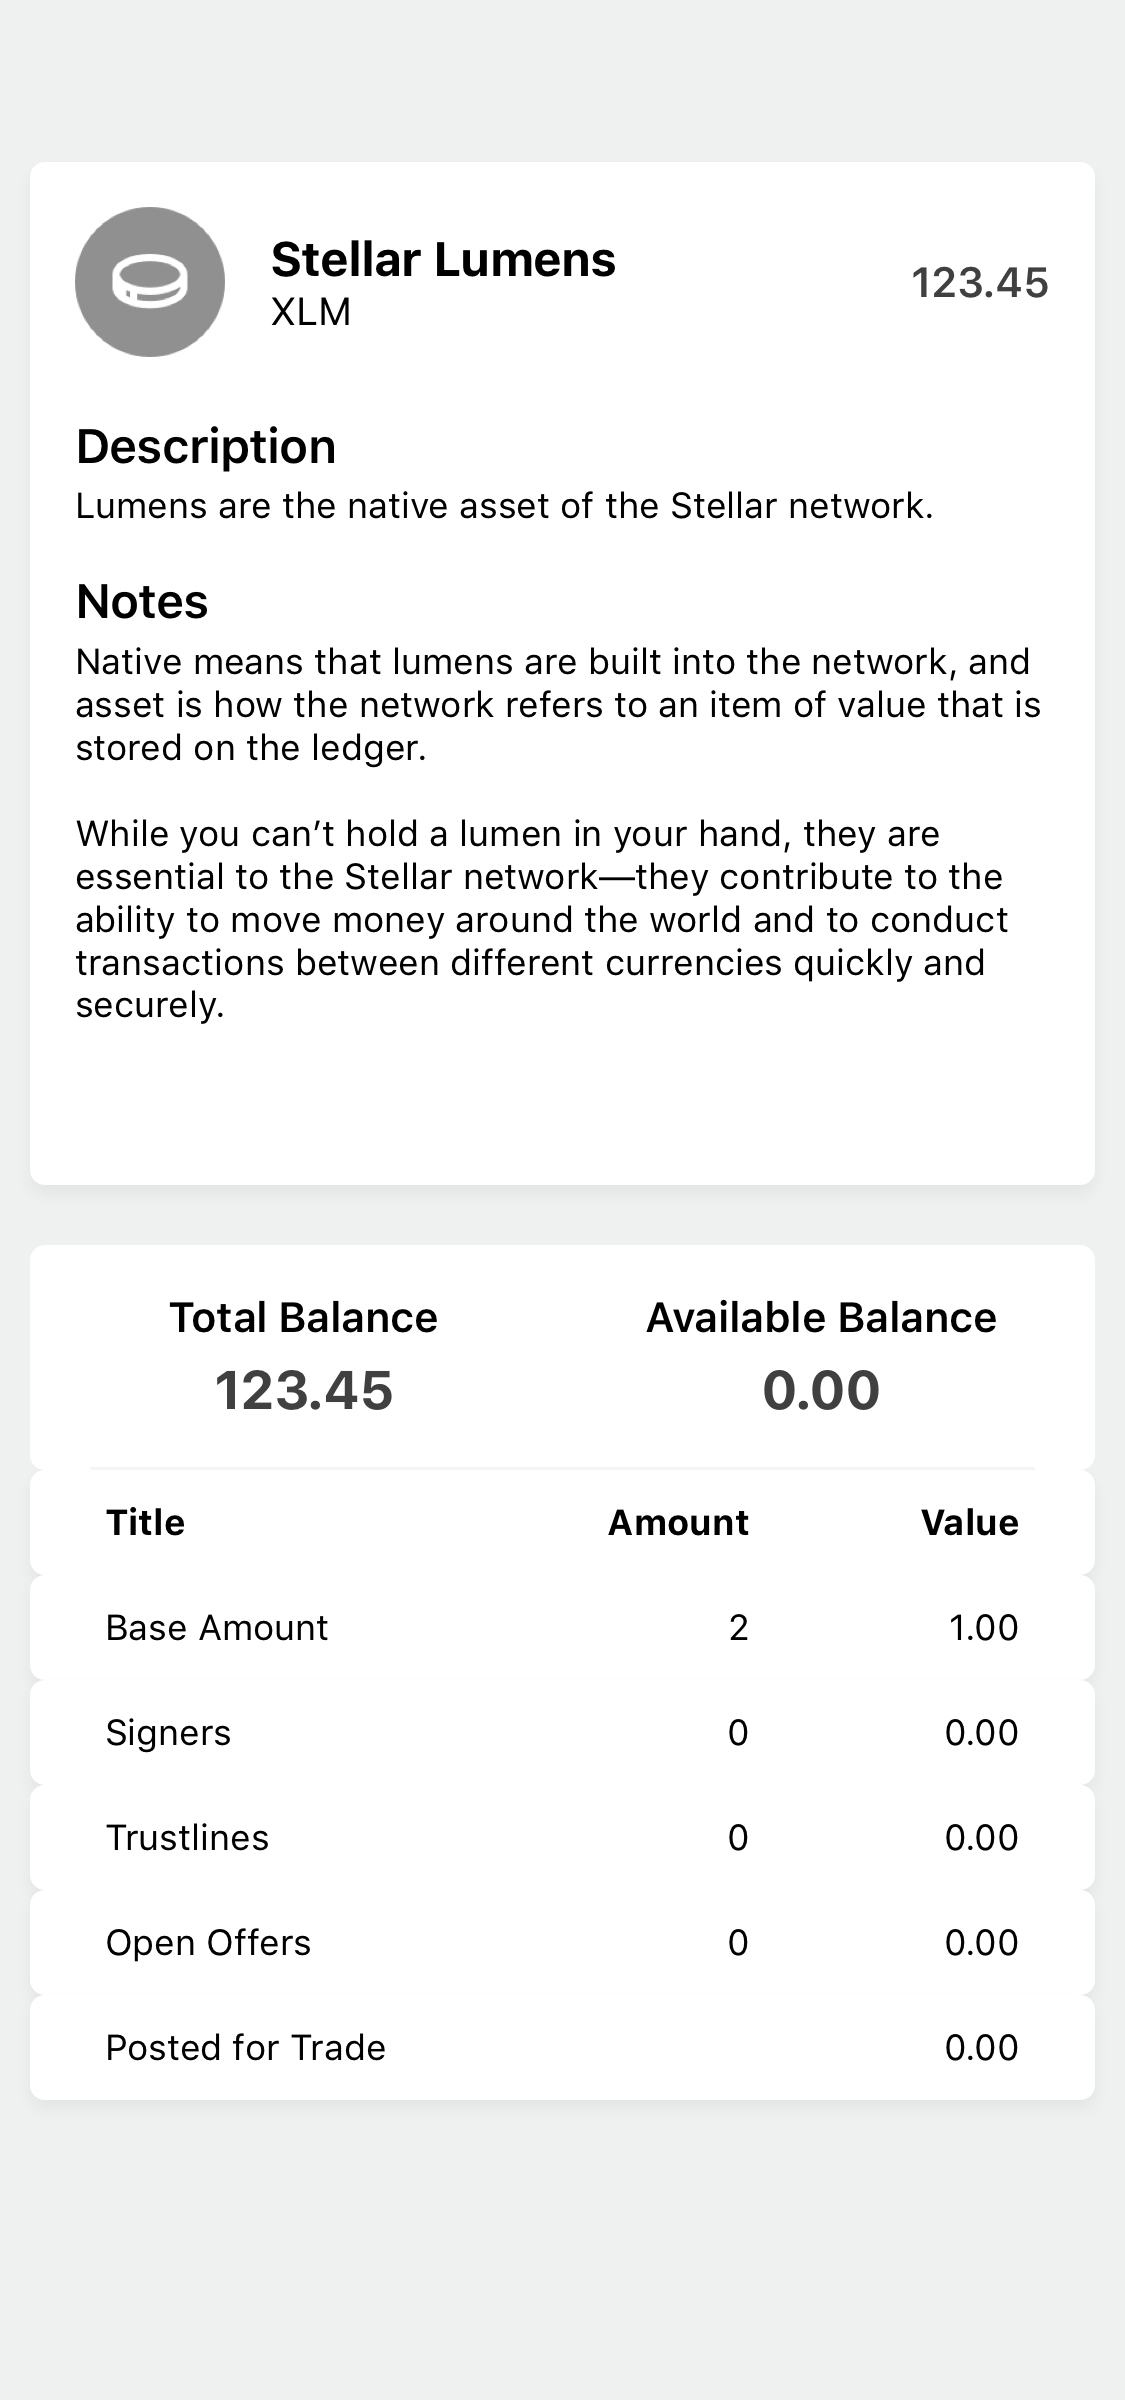 Stellar Lumens
XLM
123.45
Description
Lumens are the native asset of the Stellar network.
Notes
Native means that lumens are built into the network, and
asset is how the network refers to an item of value that is
stored on the ledger.
While you can’t hold a lumen in your hand, they are
essential to the Stellar network—they contribute to the
ability to move money around the world and to conduct
transactions between different currencies quickly and
securely.
Total Balance Available Balance
123.45 0.00
Title Amount Value
Base Amount 2 1.00
Signers 0 0.00
Trustlines 0 0.00
Open Offers 0 0.00
Posted for Trade 0.00